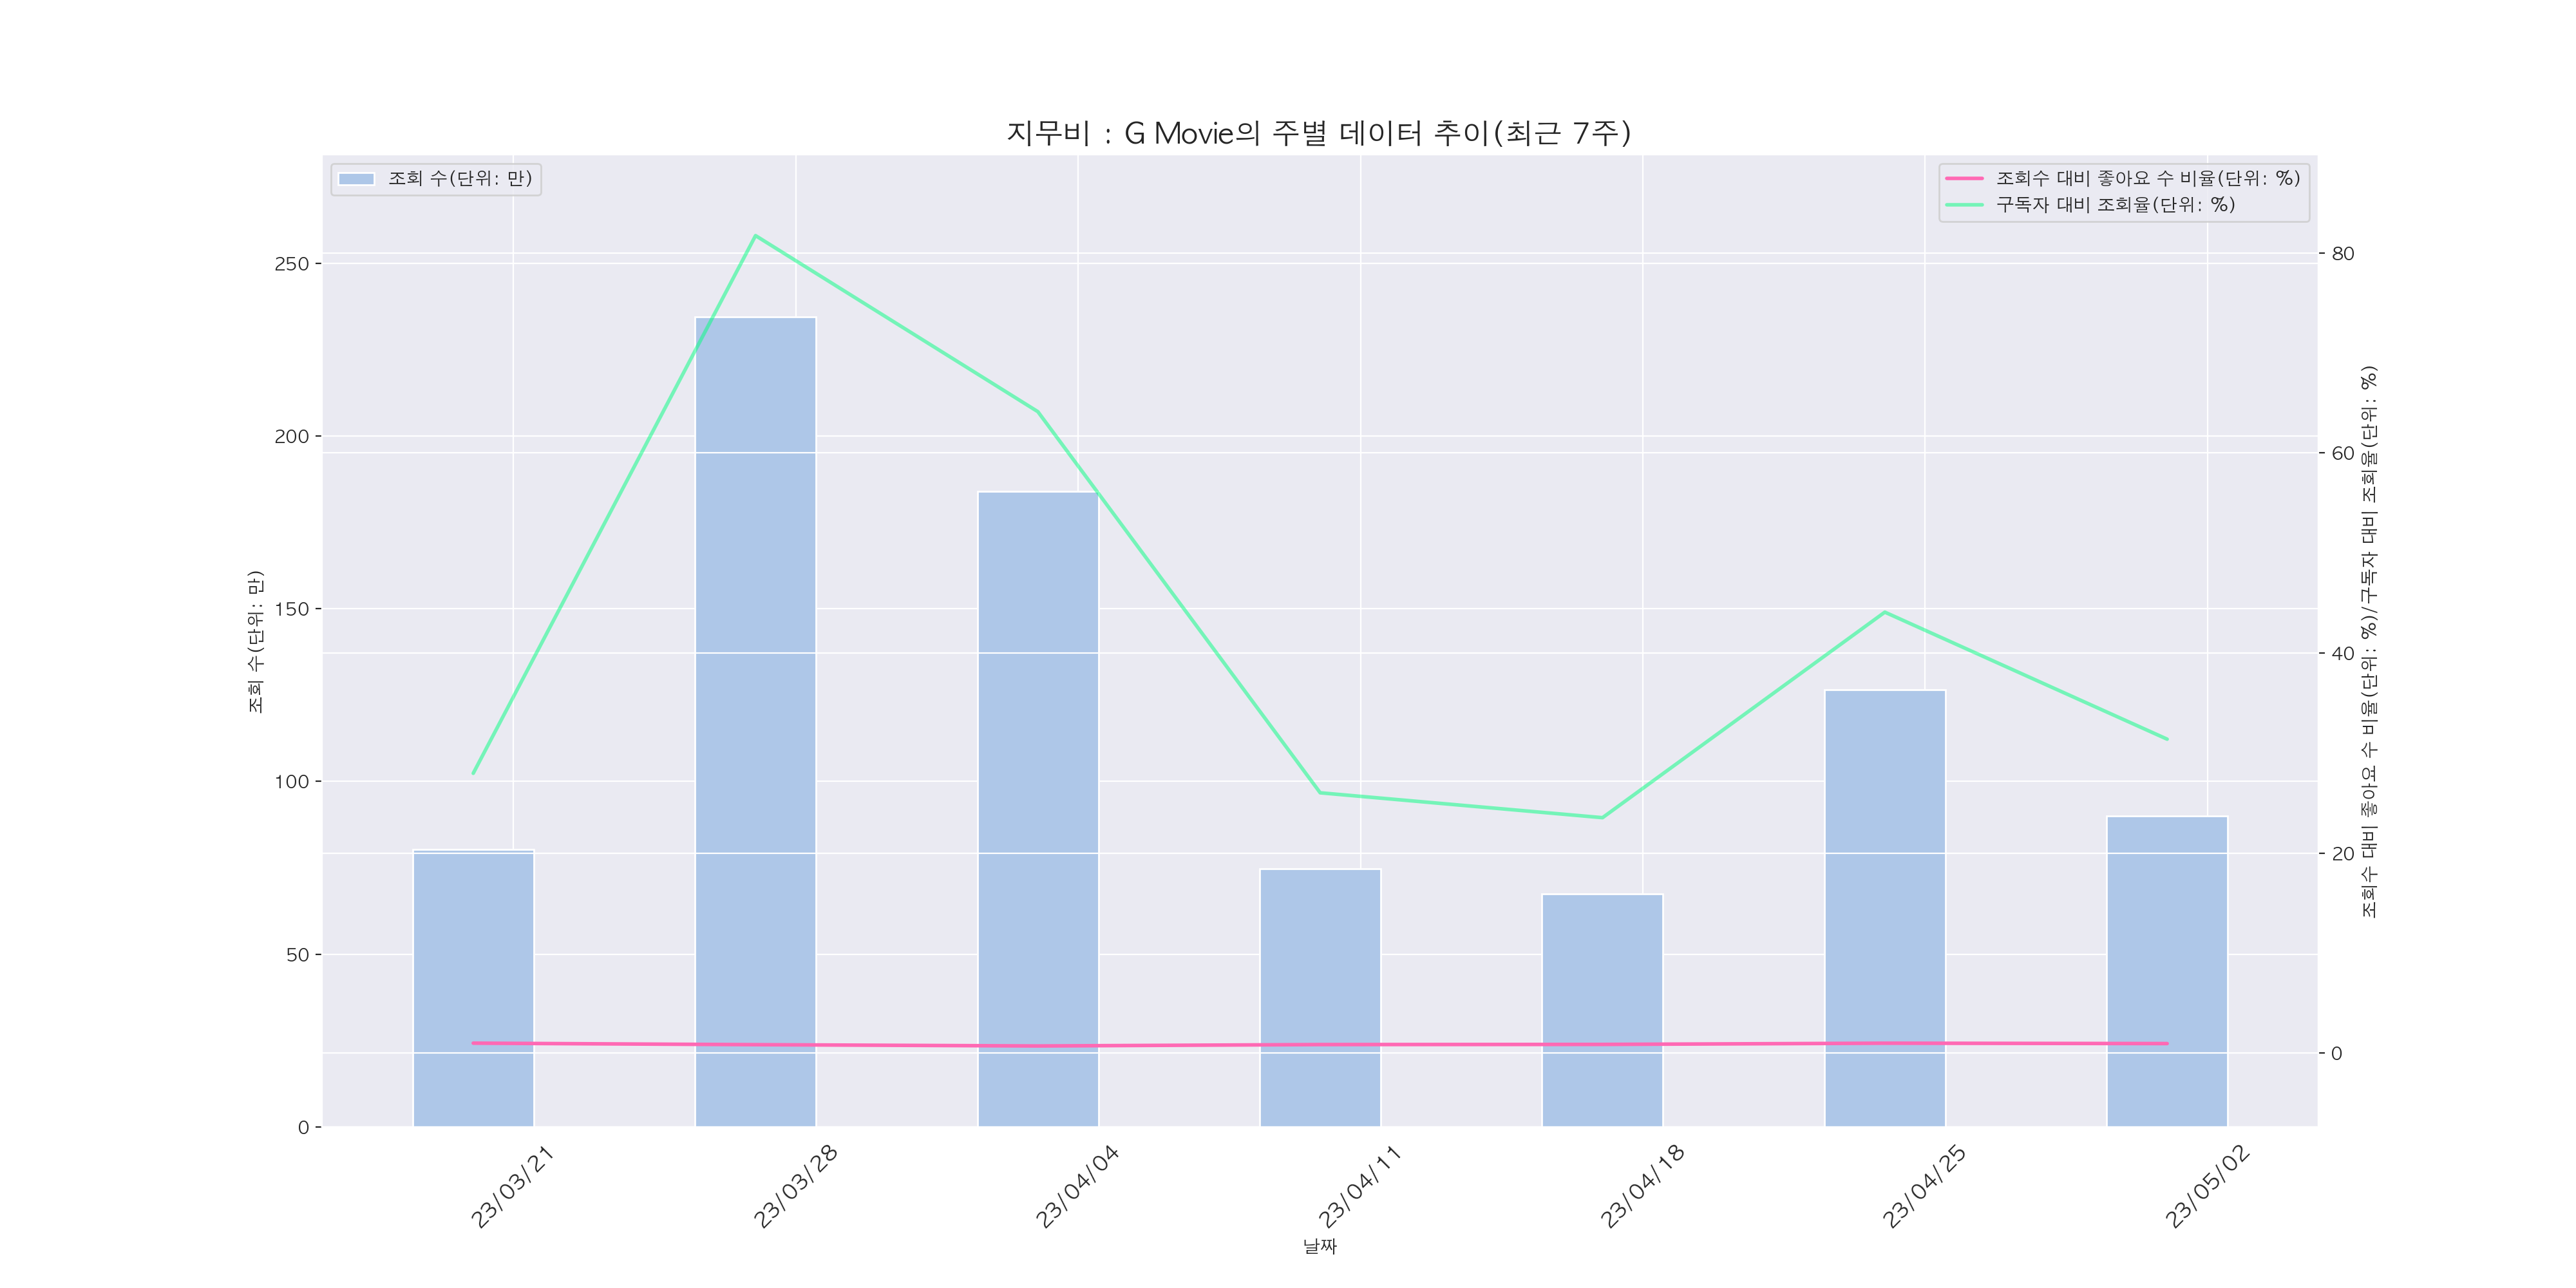 지무비 : G Movie의 주별 데이터 추이(최근 7주)
조회 수(단위: 만)
조회수 대비 좋아요 수 비율(단위: %)
구독자 대비 조회율(단위: %)
조회 수(단위: 만)
250
200
150
100
50
0
80
60
40
20
0
조회수 대비 좋아요 수 비율(단위: %)/구독자 대비 조회율(단위: %)
23/03/21
23/03/28
23/04/04
23/04/11
23/04/18
23/04/25
23/05/02
날짜